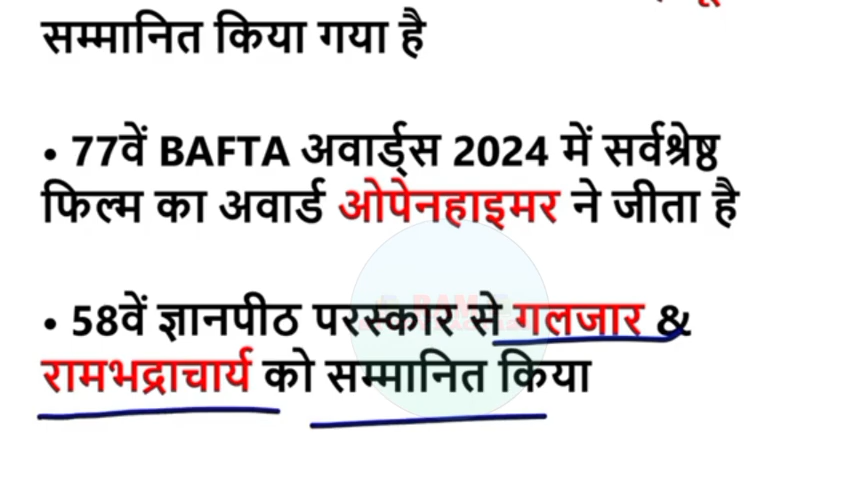 सम्मानित किया गया है
• 77वें BAFTA अवार्ड्स 2024 में सर्वश्रेष्ठ
फिल्म का अवार्ड ओपेनहाइमर ने जीता है
• 58वें ज्ञानपीठ परस्कार से गलजार &
रामभद्राचार्य को सम्मानित किया